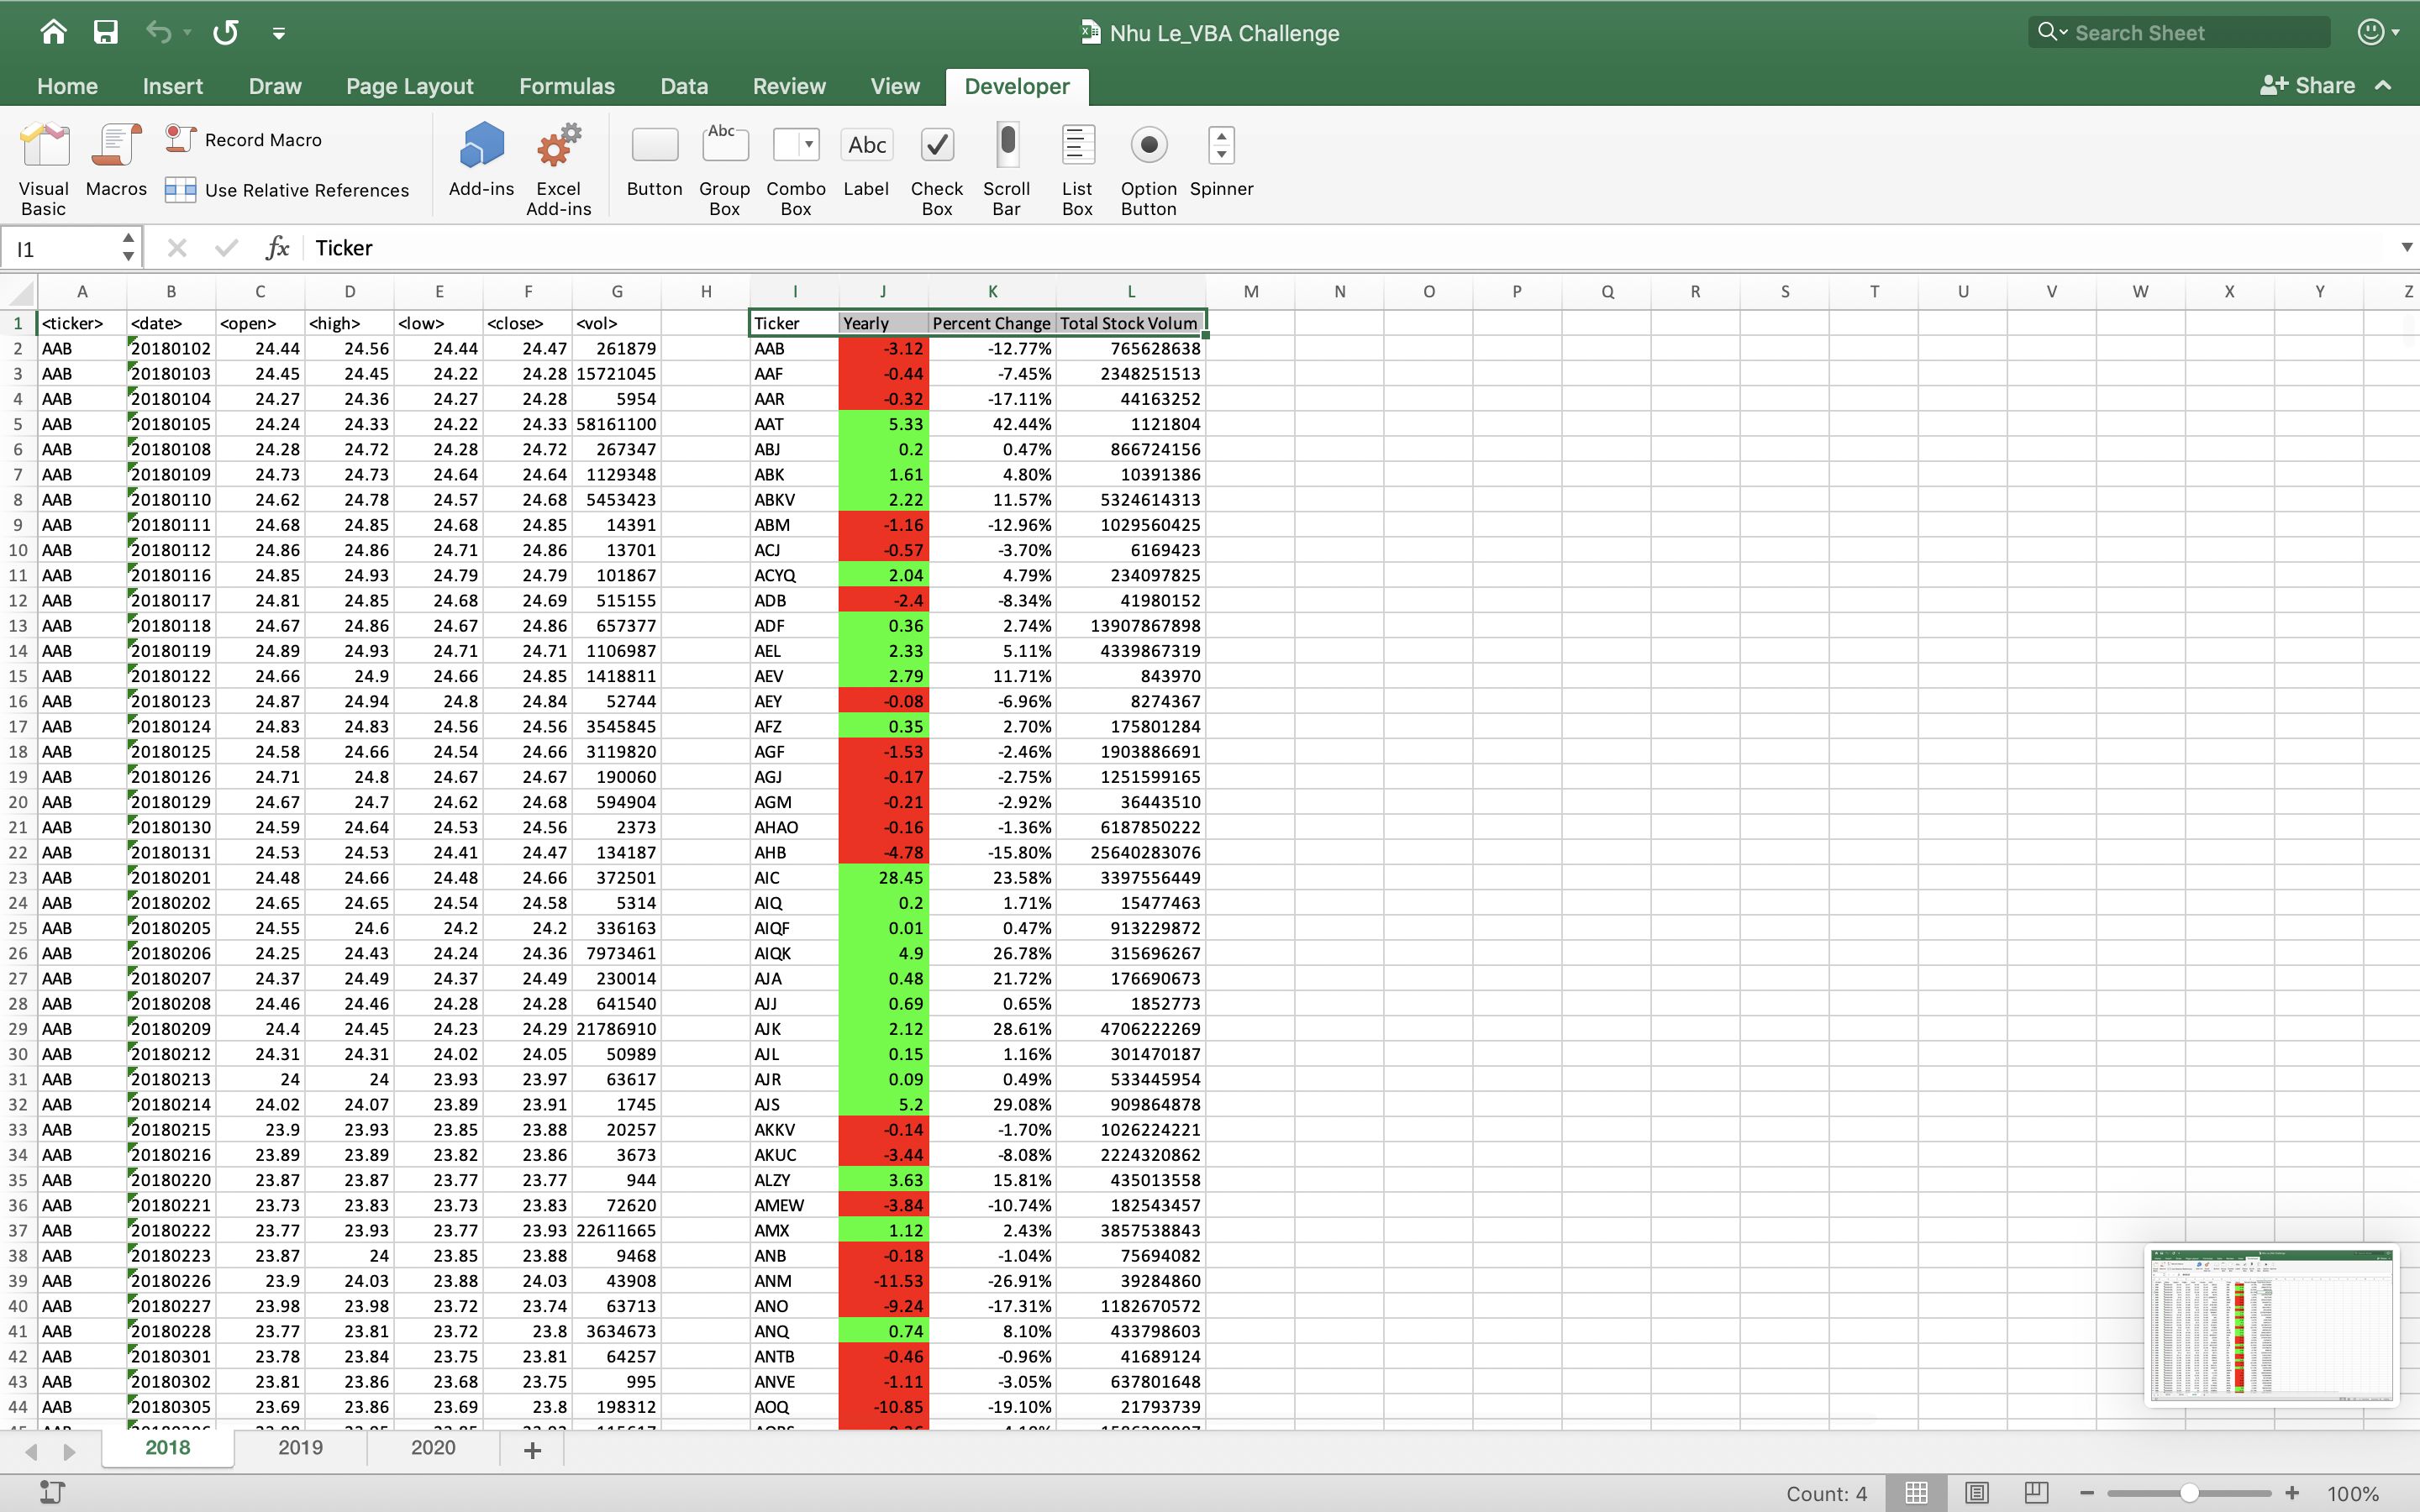 Nhu Le_VBA Challenge
Search Sheet
Home Insert Draw Page Layout Formulas Data Review View Developer Share
Visual Basic Macros Record Macro Use Relative References Add-ins Excel Add-ins Button Abc Group Box Combo Box Abc Label Check Box Scroll Bar List Box Option Button Spinner
I1 fx Ticker
A B C D E F G H I J K L M N O P Q R S T U V W X Y Z
1 <ticker> <date> <open> <high> <low> <close> <vol> Ticker Yearly Percent Change Total Stock Volum
2 AAB 20180102 24.44 24.56 24.44 24.47 261879 AAB -3.12 -12.77% 765628638
3 AAB 20180103 24.45 24.45 24.22 24.28 15721045 AAF -0.44 -7.45% 2348251513
4 AAB 20180104 24.27 24.36 24.27 24.28 5954 AAR -0.32 -17.11% 44163252
5 AAB 20180105 24.24 24.33 24.22 24.33 58161100 AAT 5.33 42.44% 1121804
6 AAB 20180108 24.28 24.72 24.28 24.72 267347 ABJ 0.2 0.47% 866724156
7 AAB 20180109 24.73 24.73 24.64 24.64 1129348 ABK 1.61 4.80% 10391386
8 AAB 20180110 24.62 24.78 24.57 24.68 5453423 ABKV 2.22 11.57% 5324614313
9 AAB 20180111 24.68 24.85 24.68 24.85 14391 ABM -1.16 -12.96% 1029560425
10 AAB 20180112 24.86 24.86 24.71 24.86 13701 ACJ -0.57 -3.70% 6169423
11 AAB 20180116 24.85 24.93 24.79 24.79 101867 ACYQ 2.04 4.79% 234097825
12 AAB 20180117 24.81 24.85 24.68 24.69 515155 ADB -2.4 -8.34% 41980152
13 AAB 20180118 24.67 24.86 24.67 24.86 657377 ADF 0.36 2.74% 13907867898
14 AAB 20180119 24.89 24.93 24.71 24.71 1106987 AEL 2.33 5.11% 4339867319
15 AAB 20180122 24.66 24.9 24.66 24.85 1418811 AEV 2.79 11.71% 843970
16 AAB 20180123 24.87 24.94 24.8 24.84 52744 AEY -0.08 -6.96% 8274367
17 AAB 20180124 24.83 24.83 24.56 24.56 3545845 AFZ 0.35 2.70% 175801284
18 AAB 20180125 24.58 24.66 24.54 24.66 3119820 AGF -1.53 -2.46% 1903886691
19 AAB 20180126 24.71 24.8 24.67 24.67 190060 AGJ -0.17 -2.75% 1251599165
20 AAB 20180129 24.67 24.7 24.62 24.68 594904 AGM -0.21 -2.92% 36443510
21 AAB 20180130 24.59 24.64 24.53 24.56 2373 AHAO -0.16 -1.36% 6187850222
22 AAB 20180131 24.53 24.53 24.41 24.47 134187 AHB -4.78 -15.80% 25640283076
23 AAB 20180201 24.48 24.66 24.48 24.66 372501 AIC 28.45 23.58% 3397556449
24 AAB 20180202 24.65 24.65 24.54 24.58 5314 AIQ 0.2 1.71% 15477463
25 AAB 20180205 24.55 24.6 24.2 24.2 336163 AIQF 0.01 0.47% 913229872
26 AAB 20180206 24.25 24.43 24.24 24.36 7973461 AIQK 4.9 26.78% 315696267
27 AAB 20180207 24.37 24.49 24.37 24.49 230014 AJA 0.48 21.72% 176690673
28 AAB 20180208 24.46 24.46 24.28 24.28 641540 AJJ 0.69 0.65% 1852773
29 AAB 20180209 24.4 24.45 24.23 24.29 21786910 AJK 2.12 28.61% 4706222269
30 AAB 20180212 24.31 24.31 24.02 24.05 50989 AJL 0.15 1.16% 301470187
31 AAB 20180213 24 24 23.93 23.97 63617 AJR 0.09 0.49% 533445954
32 AAB 20180214 24.02 24.07 23.89 23.91 1745 AJS 5.2 29.08% 909864878
33 AAB 20180215 23.9 23.93 23.85 23.88 20257 AKKV -0.14 -1.70% 1026224221
34 AAB 20180216 23.89 23.89 23.82 23.86 3673 AKUC -3.44 -8.08% 2224320862
35 AAB 20180220 23.87 23.87 23.77 23.77 944 ALZY 3.63 15.81% 435013558
36 AAB 20180221 23.73 23.83 23.73 23.83 72620 AMEW -3.84 -10.74% 182543457
37 AAB 20180222 23.77 23.93 23.77 23.93 22611665 AMX 1.12 2.43% 3857538843
38 AAB 20180223 23.87 24 23.85 23.88 9468 ANB -0.18 -1.04% 75694082
39 AAB 20180226 23.9 24.03 23.88 24.03 43908 ANM -11.53 -26.91% 39284860
40 AAB 20180227 23.98 23.98 23.72 23.74 63713 ANO -9.24 -17.31% 1182670572
41 AAB 20180228 23.77 23.81 23.72 23.8 3634673 ANQ 0.74 8.10% 433798603
42 AAB 20180301 23.78 23.84 23.75 23.81 64257 ANTB -0.46 -0.96% 41689124
43 AAB 20180302 23.81 23.86 23.68 23.75 995 ANVE -1.11 -3.05% 637801648
44 AAB 20180305 23.69 23.86 23.69 23.8 198312 AOQ -10.85 -19.10% 21793739
2018 2019 2020 +
Count: 4 100%